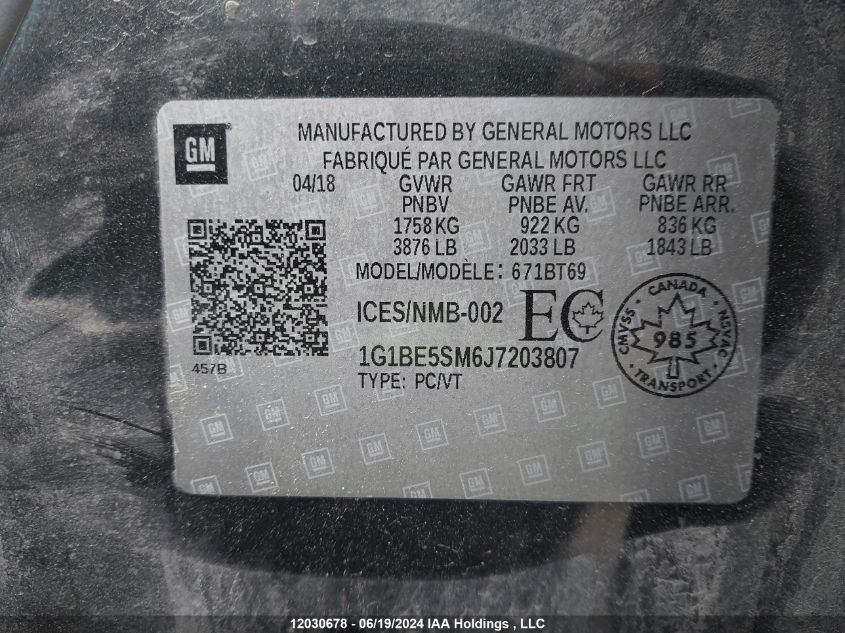 GM
MANUFACTURED BY GENERAL MOTORS LLC
FABRIQUÉ PAR GENERAL MOTORS LLC
04/18 GVWR GAWR FRT GAWR RR
PNBV PNBE AV. PNBE ARR.
1758 KG 922 KG 836 KG
3876 LB 2033 LB 1843 LB
MODEL/MODÈLE: 671BT69
ICES/NMB-002 EC
CANADA
CMVSS 985 NSVAC
TRANSPORT
457B
1G1BE5SM6J7203807
TYPE: PC/VT
12030678 - 06/19/2024 IAA Holdings , LLC